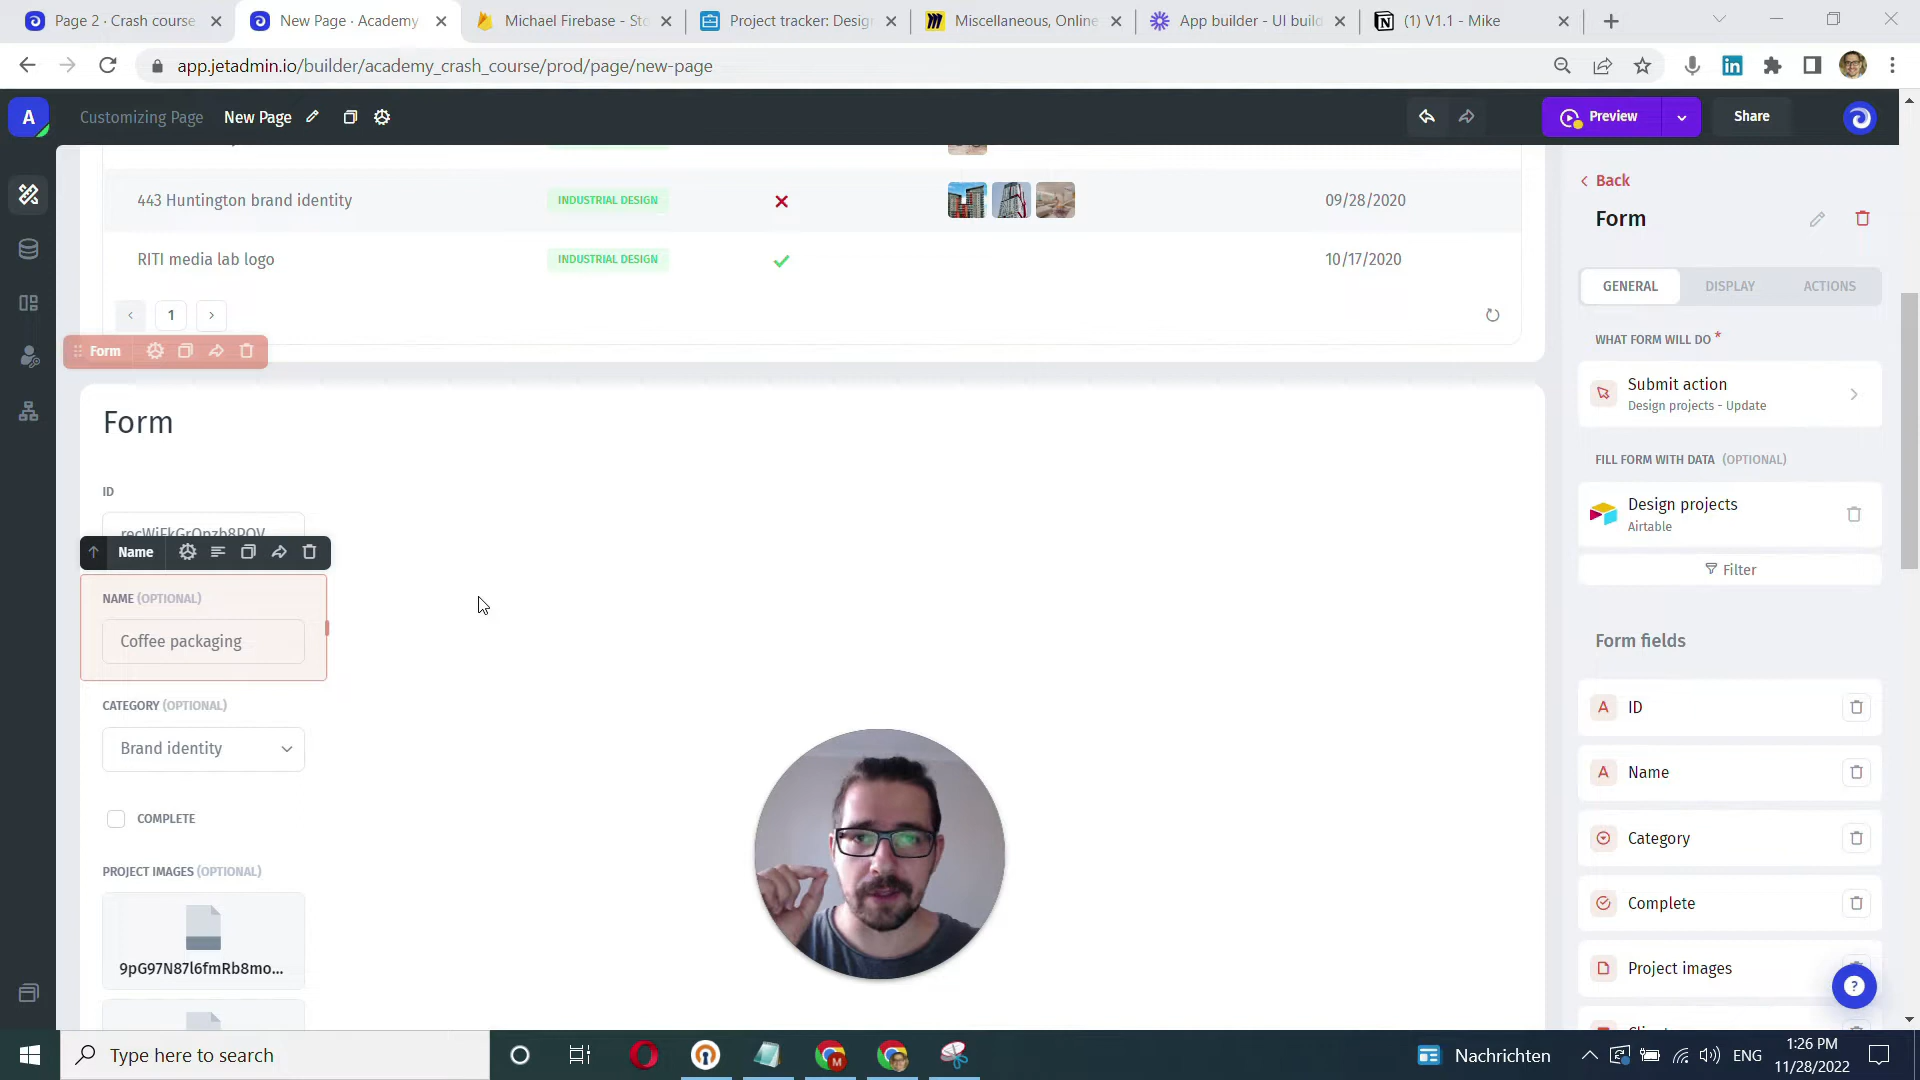 Page 2 · Crash course
New Page · Academy
Michael Firebase - Sto
Project tracker: Desig
Miscellaneous, Online
App builder - UI build
(1) V1.1 - Mike
app.jetadmin.io/builder/academy_crash_course/prod/page/new-page
A
Customizing Page
New Page
Preview
Share
443 Huntington brand identity
INDUSTRIAL DESIGN
09/28/2020
RITI media lab logo
INDUSTRIAL DESIGN
10/17/2020
1
Form
Form
ID
recWiFkGrOpzb8POV
Name
NAME (OPTIONAL)
Coffee packaging
CATEGORY (OPTIONAL)
Brand identity
COMPLETE
PROJECT IMAGES (OPTIONAL)
9pG97N87l6fmRb8mo...
Back
Form
GENERAL
DISPLAY
ACTIONS
WHAT FORM WILL DO *
Submit action
Design projects - Update
FILL FORM WITH DATA (OPTIONAL)
Design projects
Airtable
Filter
Form fields
A ID
A Name
Category
Complete
Project images
?
Type here to search
Nachrichten
ENG
1:26 PM
11/28/2022